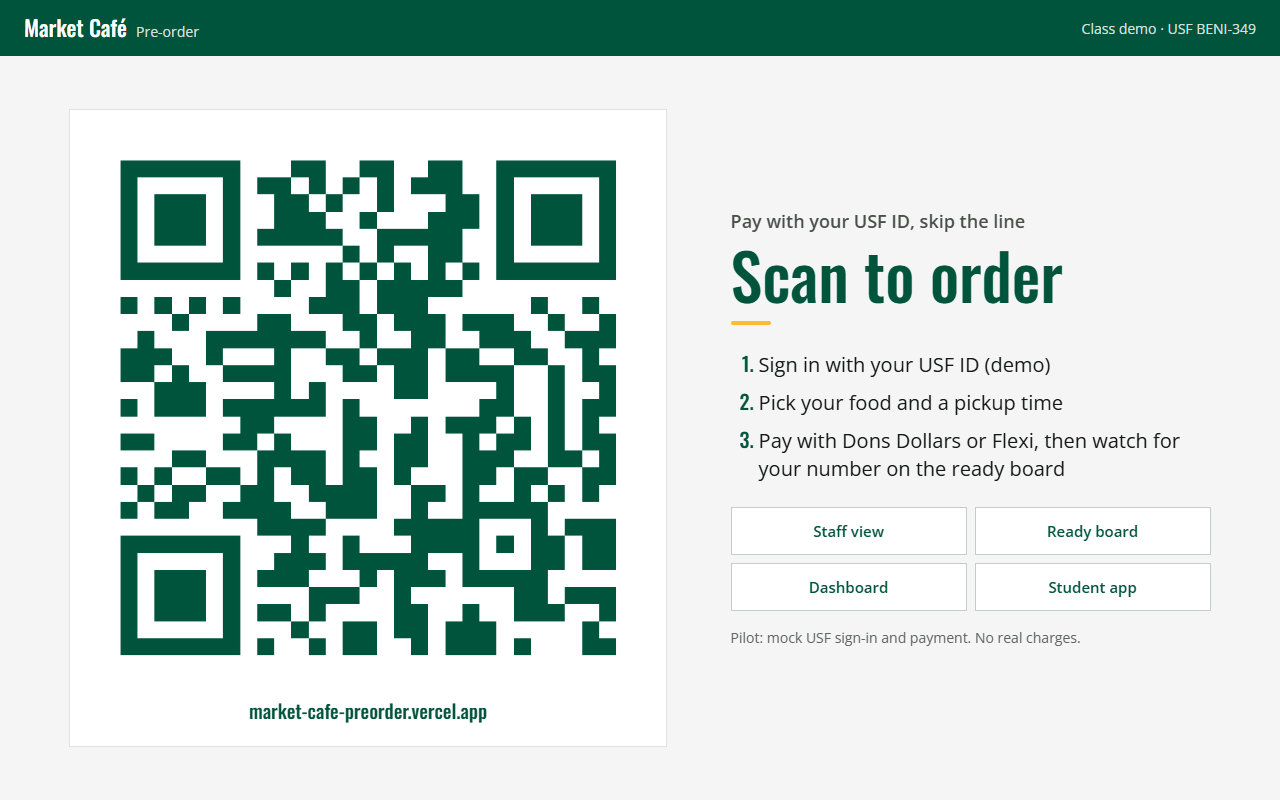 Market Café Pre-order
Class demo · USF BENI-349
market-cafe-preorder.vercel.app
Pay with your USF ID, skip the line
Scan to order
1. Sign in with your USF ID (demo)
2. Pick your food and a pickup time
3. Pay with Dons Dollars or Flexi, then watch for
your number on the ready board
Staff view
Ready board
Dashboard
Student app
Pilot: mock USF sign-in and payment. No real charges.